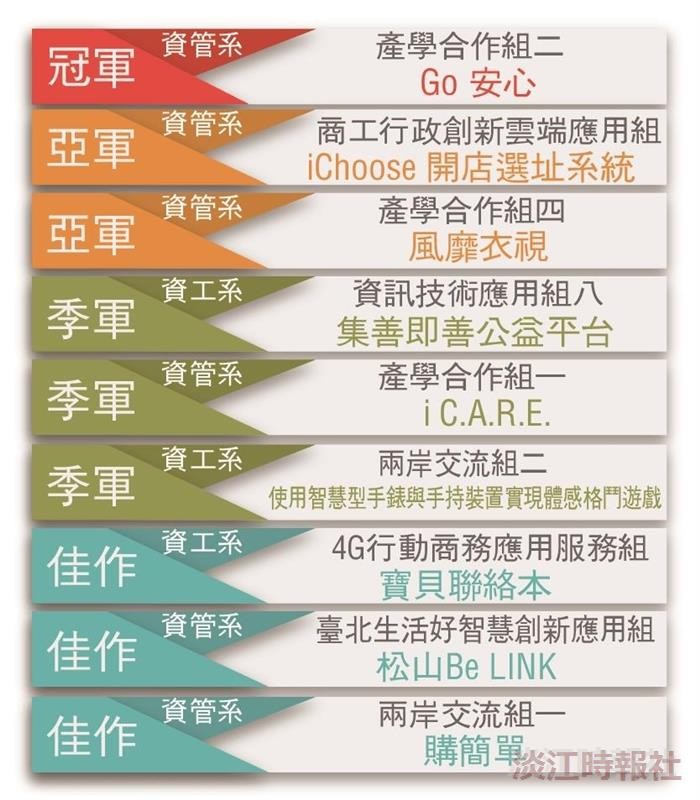 冠軍
資管系
產學合作組二
Go 安心
亞軍
資管系
商工行政創新雲端應用組
iChoose 開店選址系統
亞軍
資管系
產學合作組四
風靡衣視
季軍
資工系
資訊技術應用組八
集善即善公益平台
季軍
資管系
產學合作組一
i C.A.R.E.
季軍
資工系
兩岸交流組二
使用智慧型手錶與手持裝置實現體感格鬥遊戲
佳作
資工系
4G行動商務應用服務組
寶貝聯絡本
佳作
資管系
臺北生活好智慧創新應用組
松山Be LINK
佳作
資管系
兩岸交流組一
購簡單
淡江時報社